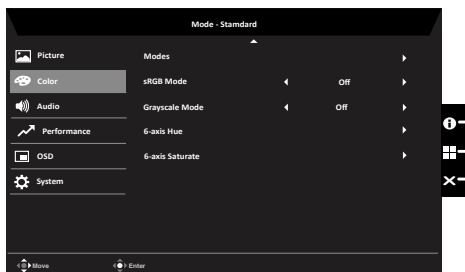 Mode - Stamdard
Picture
Color
Audio
Performance
OSD
System
Modes
sRGB Mode Off
Grayscale Mode Off
6-axis Hue
6-axis Saturate
Move Enter